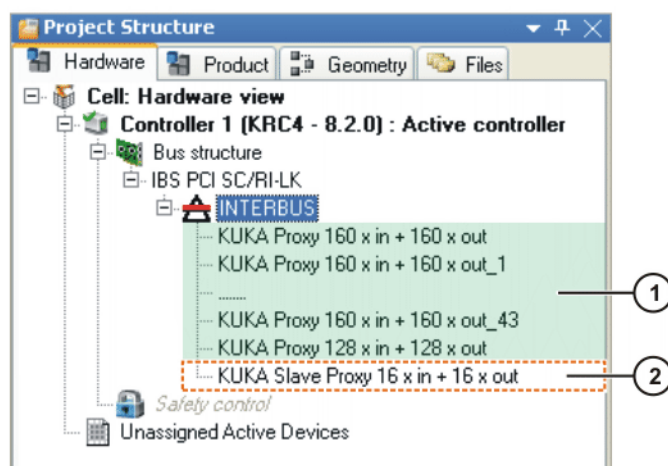 Project Structure
Hardware Product Geometry Files
Cell: Hardware view
Controller 1 (KRC4 - 8.2.0) : Active controller
Bus structure
IBS PCI SC/RI-LK
INTERBUS
KUKA Proxy 160 x in + 160 x out
KUKA Proxy 160 x in + 160 x out_1
.......
1
KUKA Proxy 160 x in + 160 x out_43
KUKA Proxy 128 x in + 128 x out
KUKA Slave Proxy 16 x in + 16 x out
2
Safety control
Unassigned Active Devices